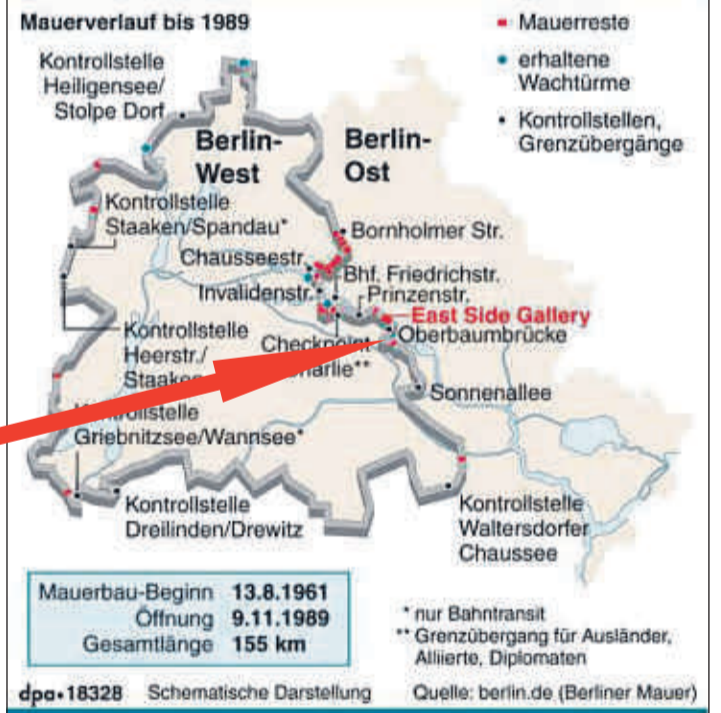 Mauerverlauf bis 1989
Mauerreste
erhaltene
Wachtürme
Kontrollstellen,
Grenzübergänge
Kontrollstelle
Heiligensee/
Stolpe Dorf
Berlin-
West
Berlin-
Ost
Kontrollstelle
Staaken/Spandau*
Bornholmer Str.
Chausseestr.
Bhf. Friedrichstr.
Invalidenstr.
Prinzenstr.
East Side Gallery
Oberbaumbrücke
Kontrollstelle
Heerstr./
Checkpoint
Sonnenallee
Griebnitzsee/Wannsee*
Kontrollstelle
Dreilinden/Drewitz
Kontrollstelle
Waltersdorfer
Chaussee
Mauerbau-Beginn 13.8.1961
Öffnung 9.11.1989
Gesamtlänge 155 km
* nur Bahntransit
** Grenzübergang für Ausländer,
Alliierte, Diplomaten
dpa•18328 Schematische Darstellung Quelle: berlin.de (Berliner Mauer)